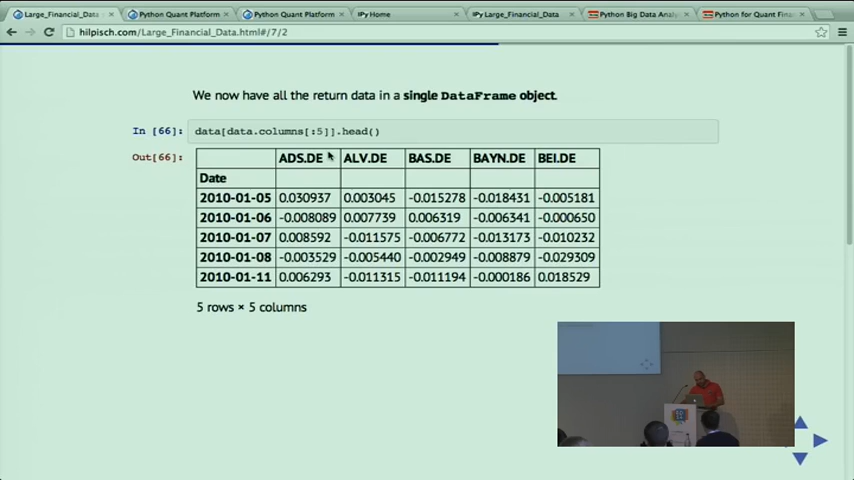 Large_Financial_Data
Python Quant Platform
Python Quant Platform
IPy Home
IPy Large_Financial_Data
Python Big Data Analy
Python for Quant Finan
hilpisch.com/Large_Financial_Data.html#/7/2
We now have all the return data in a single DataFrame object.
In [66]: data[data.columns[:5]].head()
Out[66]: ADS.DE ALV.DE BAS.DE BAYN.DE BEI.DE
Date
2010-01-05 0.030937 0.003045 -0.015278 -0.018431 -0.005181
2010-01-06 -0.008089 0.007739 0.006319 -0.006341 -0.000650
2010-01-07 0.008592 -0.011575 -0.006772 -0.013173 -0.010232
2010-01-08 -0.003529 -0.005440 -0.002949 -0.008879 -0.029309
2010-01-11 0.006293 -0.011315 -0.011194 -0.000186 0.018529
5 rows × 5 columns